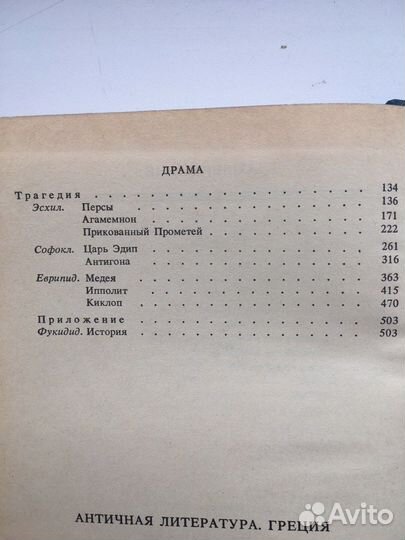 ДРАМА
Трагедия . . . . . . . . . . . . . . . . . . . 134
Эсхил. Персы . . . . . . . . . . . . . . . 136
Агамемнон . . . . . . . . . . . . . 171
Прикованный Прометей . . . . . . . . 222
Софокл. Царь Эдип . . . . . . . . . . . . . 261
Антигона . . . . . . . . . . . . . 316
Еврипид. Медея . . . . . . . . . . . . . . 363
Ипполит . . . . . . . . . . . . . 415
Киклоп . . . . . . . . . . . . . . 470
Приложение . . . . . . . . . . . . . . . . 503
Фукидид. История . . . . . . . . . . . . . 503
АНТИЧНАЯ ЛИТЕРАТУРА. ГРЕЦИЯ
Avito